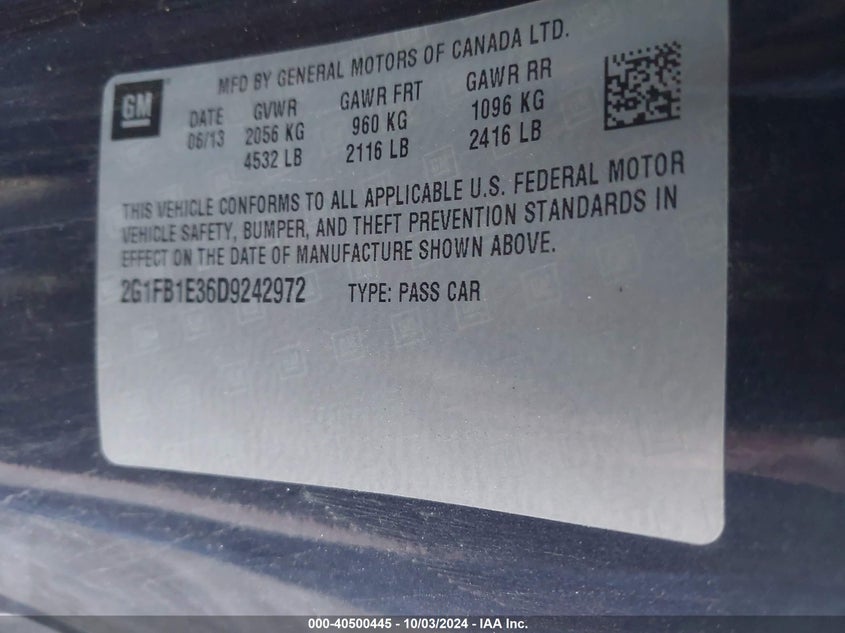 GM
MFD BY GENERAL MOTORS OF CANADA LTD.
DATE GVWR GAWR FRT GAWR RR
06/13 2056 KG 960 KG 1096 KG
4532 LB 2116 LB 2416 LB
THIS VEHICLE CONFORMS TO ALL APPLICABLE U.S. FEDERAL MOTOR
VEHICLE SAFETY, BUMPER, AND THEFT PREVENTION STANDARDS IN
EFFECT ON THE DATE OF MANUFACTURE SHOWN ABOVE.
2G1FB1E36D9242972 TYPE: PASS CAR
000-40500445 - 10/03/2024 - IAA Inc.